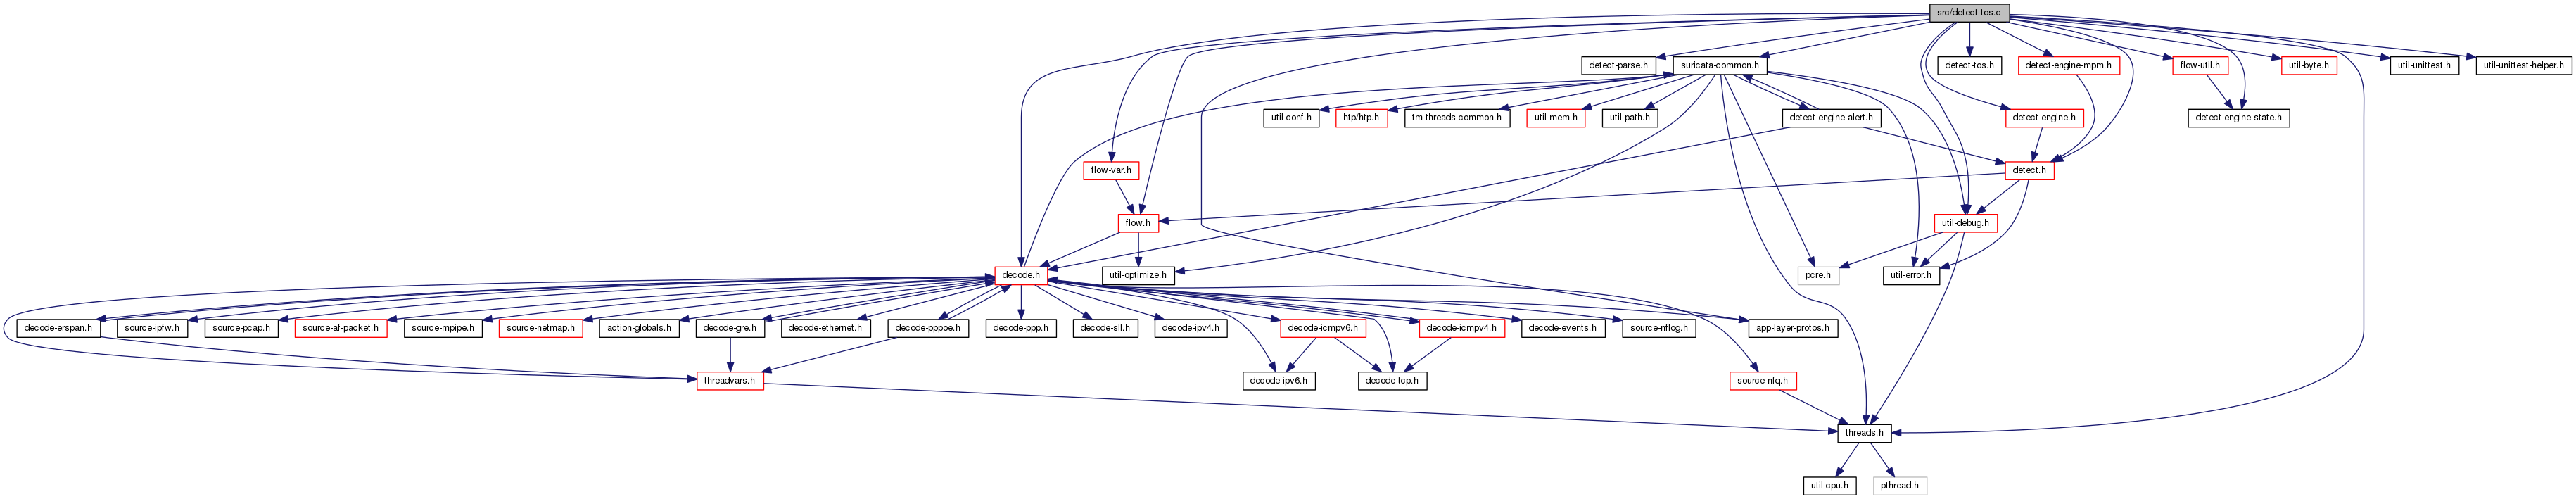 src/detect-tos.c
detect-parse.h
suricata-common.h
detect-tos.h
detect-engine-mpm.h
flow-util.h
util-byte.h
util-unittest.h
util-unittest-helper.h
util-conf.h
htp/htp.h
tm-threads-common.h
util-mem.h
util-path.h
detect-engine-alert.h
detect-engine.h
detect-engine-state.h
flow-var.h
detect.h
flow.h
util-debug.h
decode.h
util-optimize.h
pcre.h
util-error.h
decode-erspan.h
source-ipfw.h
source-pcap.h
source-af-packet.h
source-mpipe.h
source-netmap.h
action-globals.h
decode-gre.h
decode-ethernet.h
decode-pppoe.h
decode-ppp.h
decode-sll.h
decode-ipv4.h
decode-icmpv6.h
decode-icmpv4.h
decode-events.h
source-nflog.h
app-layer-protos.h
threadvars.h
decode-ipv6.h
decode-tcp.h
source-nfq.h
threads.h
util-cpu.h
pthread.h